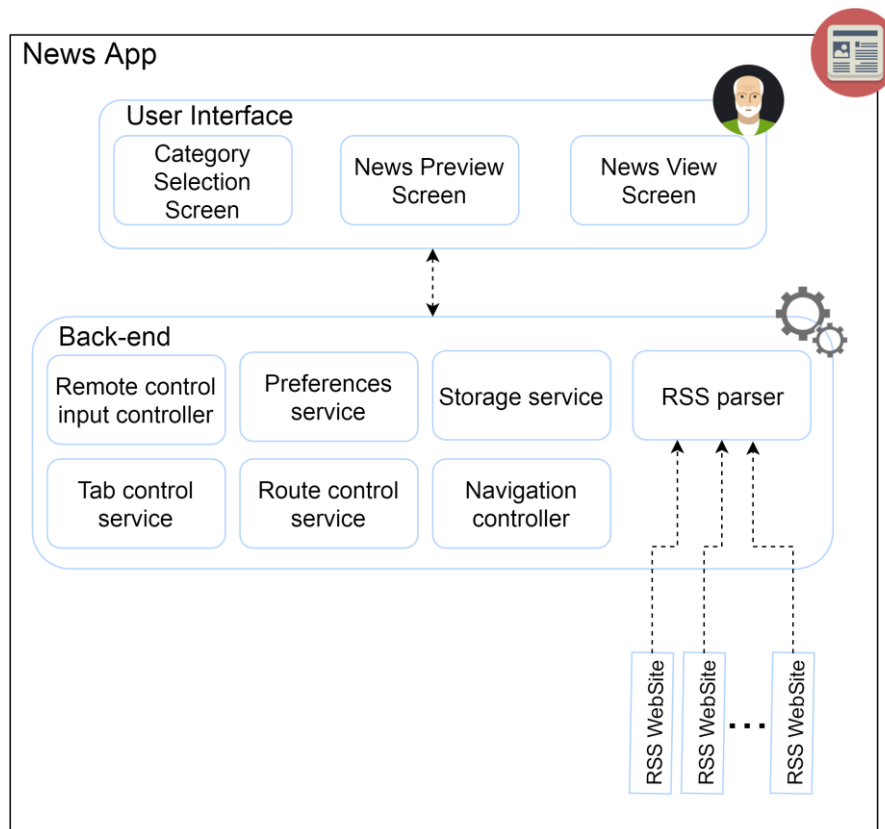 News App
User Interface
Category
Selection
Screen
News Preview
Screen
News View
Screen
Back-end
Remote control
input controller
Preferences
service
Storage service
RSS parser
Tab control
service
Route control
service
Navigation
controller
RSS WebSite
RSS WebSite
...
RSS WebSite